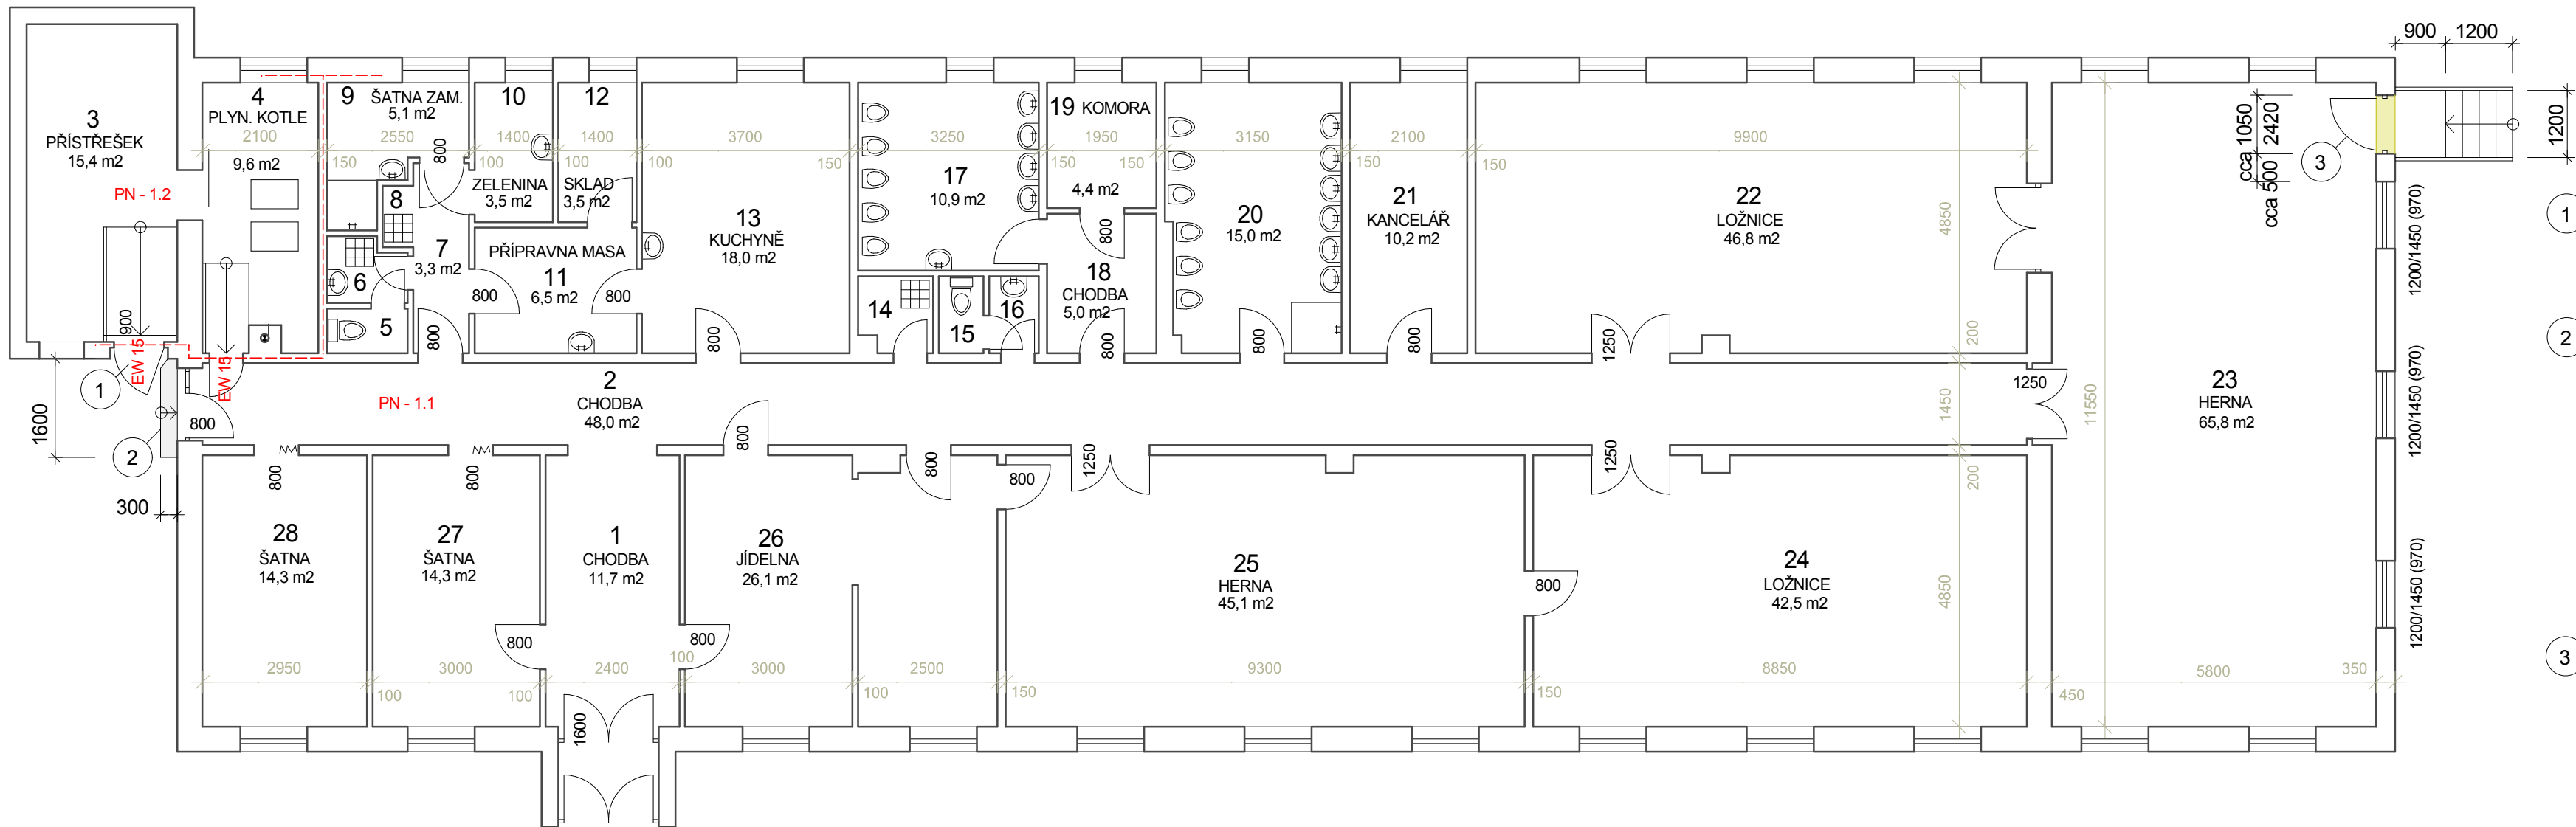 900
1200
1200
3
PŘÍSTŘEŠEK
15,4 m2
4
PLYN. KOTLE
2100
9,6 m2
150
PN - 1.2
9
ŠATNA ZAM.
5,1 m2
2550
800
8
10
1400
100
ZELENINA
3,5 m2
12
1400
100
SKLAD
3,5 m2
13
KUCHYNĚ
18,0 m2
3700
100
150
800
7
3,3 m2
800
800
6
5
PŘÍPRAVNA MASA
11
6,5 m2
800
17
10,9 m2
3250
14
15
16
19 KOMORA
1950
150
150
4,4 m2
800
18
CHODBA
5,0m2
800
20
15,0 m2
3150
800
21
KANCELÁŘ
10,2 m2
2100
150
800
22
LOŽNICE
46,8 m2
9900
150
4850
200
1250
23
HERNA
65,8 m2
11550
1250
cca 1050
2420
cca 500
3
1200/1450 (970)
1200/1450 (970)
1200/1450 (970)
1
2
3
900
EW 15
EW 15
1
2
1600
300
800
2
CHODBA
48,0 m2
PN - 1.1
1450
200
28
ŠATNA
14,3 m2
800
2950
100
27
ŠATNA
14,3 m2
800
3000
100
800
1
CHODBA
11,7 m2
2400
100
1600
26
JÍDELNA
26,1 m2
800
800
3000
100
800
2500
150
800
25
HERNA
45,1 m2
1250
9300
150
800
24
LOŽNICE
42,5 m2
1250
4850
8850
450
5800
350